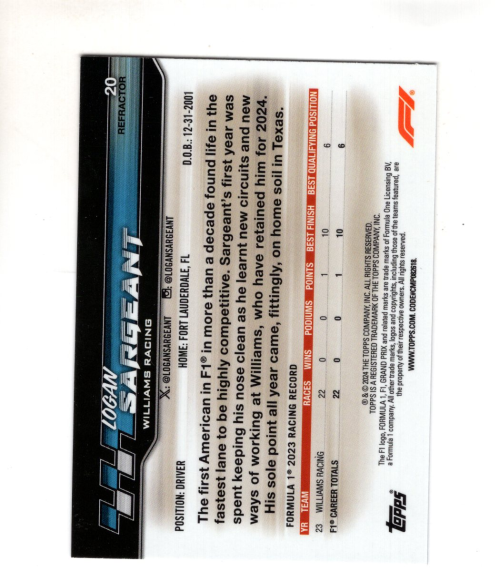 20
REFRACTOR
LOGAN
SARGEANT
WILLIAMS RACING
X: @LOGANSARGEANT @LOGANSARGEANT
POSITION: DRIVER HOME: FORT LAUDERDALE, FL D.O.B.: 12-31-2001
The first American in F1® in more than a decade found life in the
fastest lane to be highly competitive. Sargeant's first year was
spent keeping his nose clean as he learnt new circuits and new
ways of working at Williams, who have retained him for 2024.
His sole point all year came, fittingly, on home soil in Texas.
FORMULA 1® 2023 RACING RECORD
YR TEAM RACES WINS PODIUMS POINTS BEST FINISH BEST QUALIFYING POSITION
23 WILLIAMS RACING 22 0 0 1 10 6
F1® CAREER TOTALS 22 0 0 1 10 6
® & © 2024 THE TOPPS COMPANY, INC. ALL RIGHTS RESERVED.
TOPPS IS A REGISTERED TRADEMARK OF THE TOPPS COMPANY, INC.
The F1 logo, FORMULA 1, F1, GRAND PRIX and related marks are trade marks of Formula One Licensing BV,
a Formula 1 company. All other trade marks, logos and copyrights, including those of the teams featured, are
the property of their respective owners. All rights reserved.
WWW.TOPPS.COM. CODE#CMP082618.
topps
F1